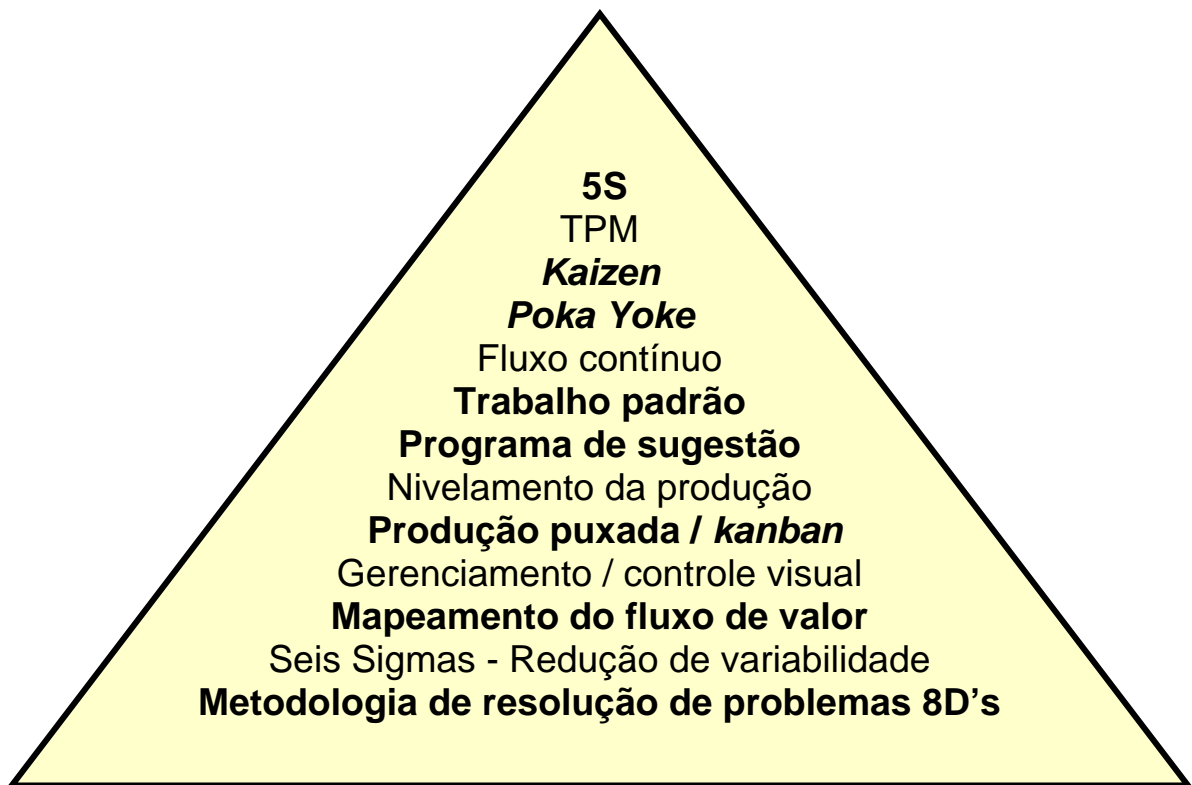 5S
TPM
Kaizen
Poka Yoke
Fluxo contínuo
Trabalho padrão
Programa de sugestão
Nivelamento da produção
Produção puxada / kanban
Gerenciamento / controle visual
Mapeamento do fluxo de valor
Seis Sigmas - Redução de variabilidade
Metodologia de resolução de problemas 8D’s